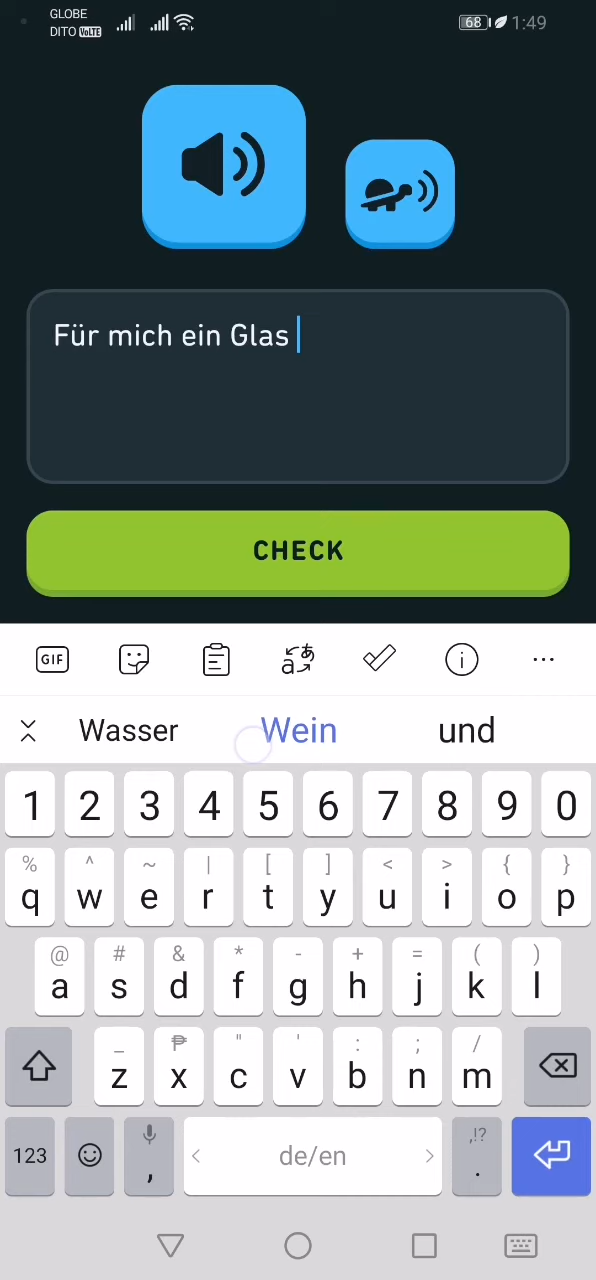 GLOBE
DITO VoLTE
68 1:49
Für mich ein Glas
CHECK
GIF
Wasser Wein und
1 2 3 4 5 6 7 8 9 0
% ^ ~ | [ ] < > { }
q w e r t y u i o p
@ # & * - + = ( )
a s d f g h j k l
_ ₱ " ' : ; /
z x c v b n m
,!?
123 , < de/en > .